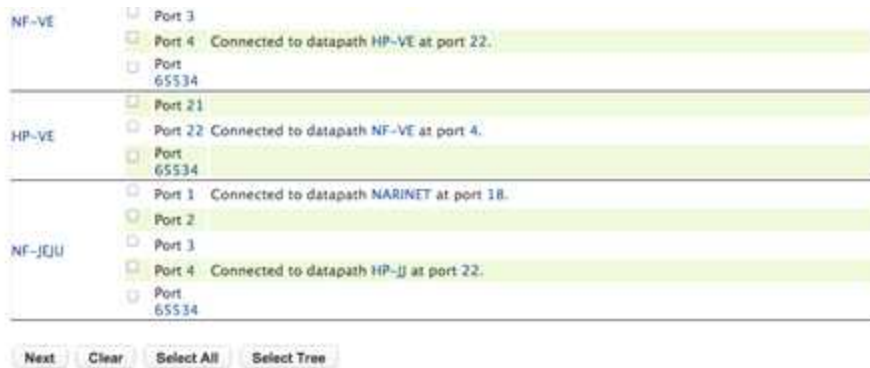 NF-VE
Port 3
Port 4 Connected to datapath HP-VE at port 22.
Port
65534
HP-VE
Port 21
Port 22 Connected to datapath NF-VE at port 4.
Port
65534
NF-JEJU
Port 1 Connected to datapath NARINET at port 18.
Port 2
Port 3
Port 4 Connected to datapath HP-JJ at port 22.
Port
65534
Next Clear Select All Select Tree